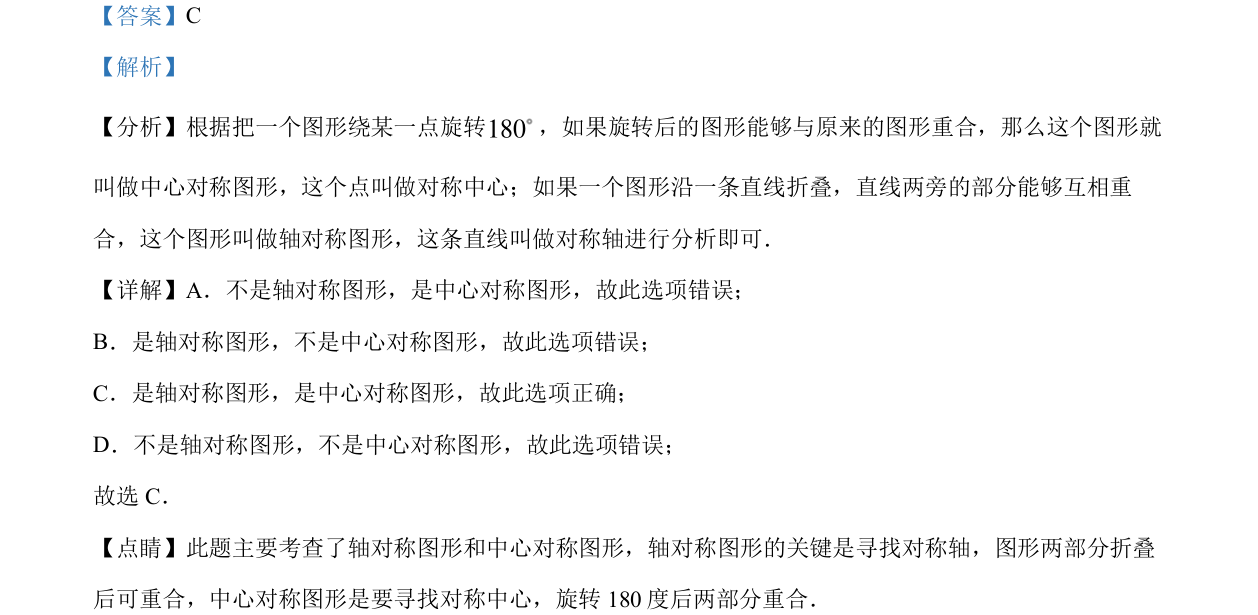 【答案】C
【解析】
【分析】根据把一个图形绕某一点旋转180°，如果旋转后的图形能够与原来的图形重合，那么这个图形就
叫做中心对称图形，这个点叫做对称中心；如果一个图形沿一条直线折叠，直线两旁的部分能够互相重
合，这个图形叫做轴对称图形，这条直线叫做对称轴进行分析即可．
【详解】A．不是轴对称图形，是中心对称图形，故此选项错误；
B．是轴对称图形，不是中心对称图形，故此选项错误；
C．是轴对称图形，是中心对称图形，故此选项正确；
D．不是轴对称图形，不是中心对称图形，故此选项错误；
故选 C．
【点睛】此题主要考查了轴对称图形和中心对称图形，轴对称图形的关键是寻找对称轴，图形两部分折叠
后可重合，中心对称图形是要寻找对称中心，旋转 180 度后两部分重合．